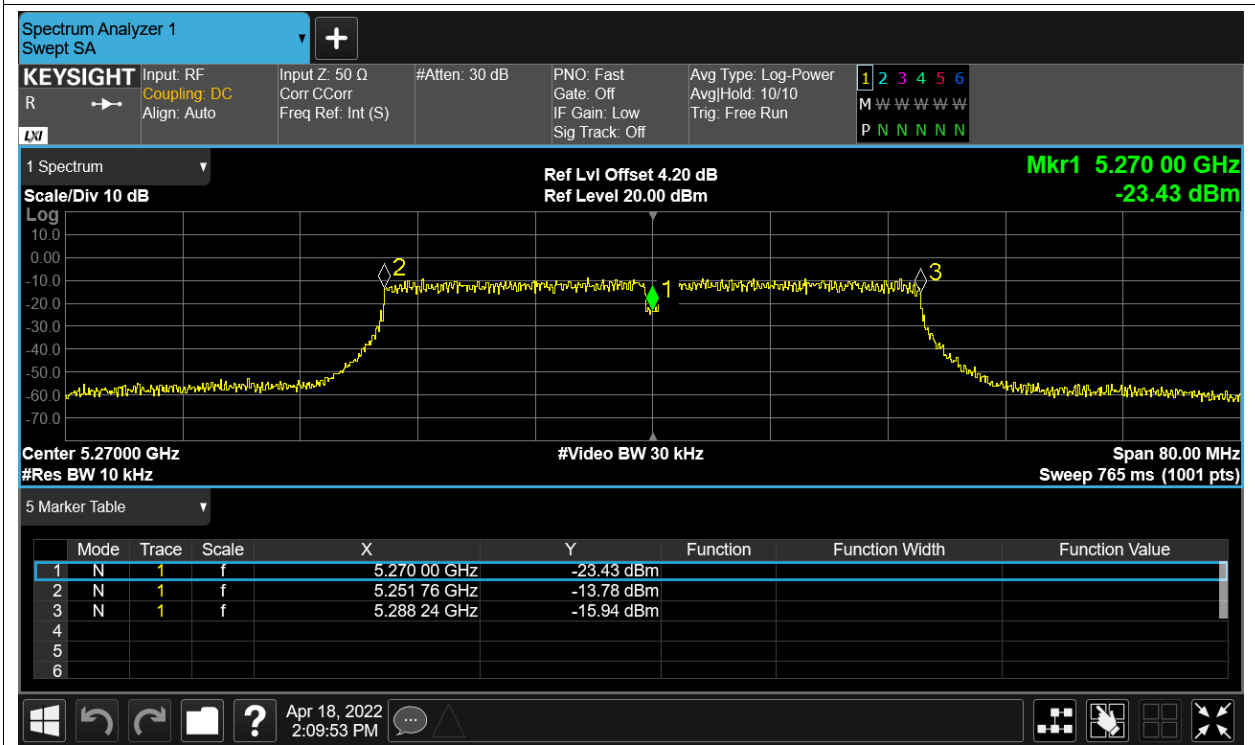 Spectrum Analyzer 1
Swept SA
KEYSIGHT
R
LXI
Input: RF
Coupling: DC
Align: Auto
Input Z: 50 Ω
Corr CCorr
Freq Ref: Int (S)
#Atten: 30 dB
PNO: Fast
Gate: Off
IF Gain: Low
Sig Track: Off
Avg Type: Log-Power
Avg|Hold: 10/10
Trig: Free Run
1 2 3 4 5 6
M W W W W W
P N N N N N
1 Spectrum
Scale/Div 10 dB
Ref Lvl Offset 4.20 dB
Ref Level 20.00 dBm
Mkr1 5.270 00 GHz
-23.43 dBm
Log
10.0
0.00
-10.0
-20.0
-30.0
-40.0
-50.0
-60.0
-70.0
2
1
3
Center 5.27000 GHz
#Res BW 10 kHz
#Video BW 30 kHz
Span 80.00 MHz
Sweep 765 ms (1001 pts)
5 Marker Table
Mode Trace Scale X Y Function Function Width Function Value
1 N 1 f 5.270 00 GHz -23.43 dBm
2 N 1 f 5.251 76 GHz -13.78 dBm
3 N 1 f 5.288 24 GHz -15.94 dBm
4
5
6
?
Apr 18, 2022
2:09:53 PM